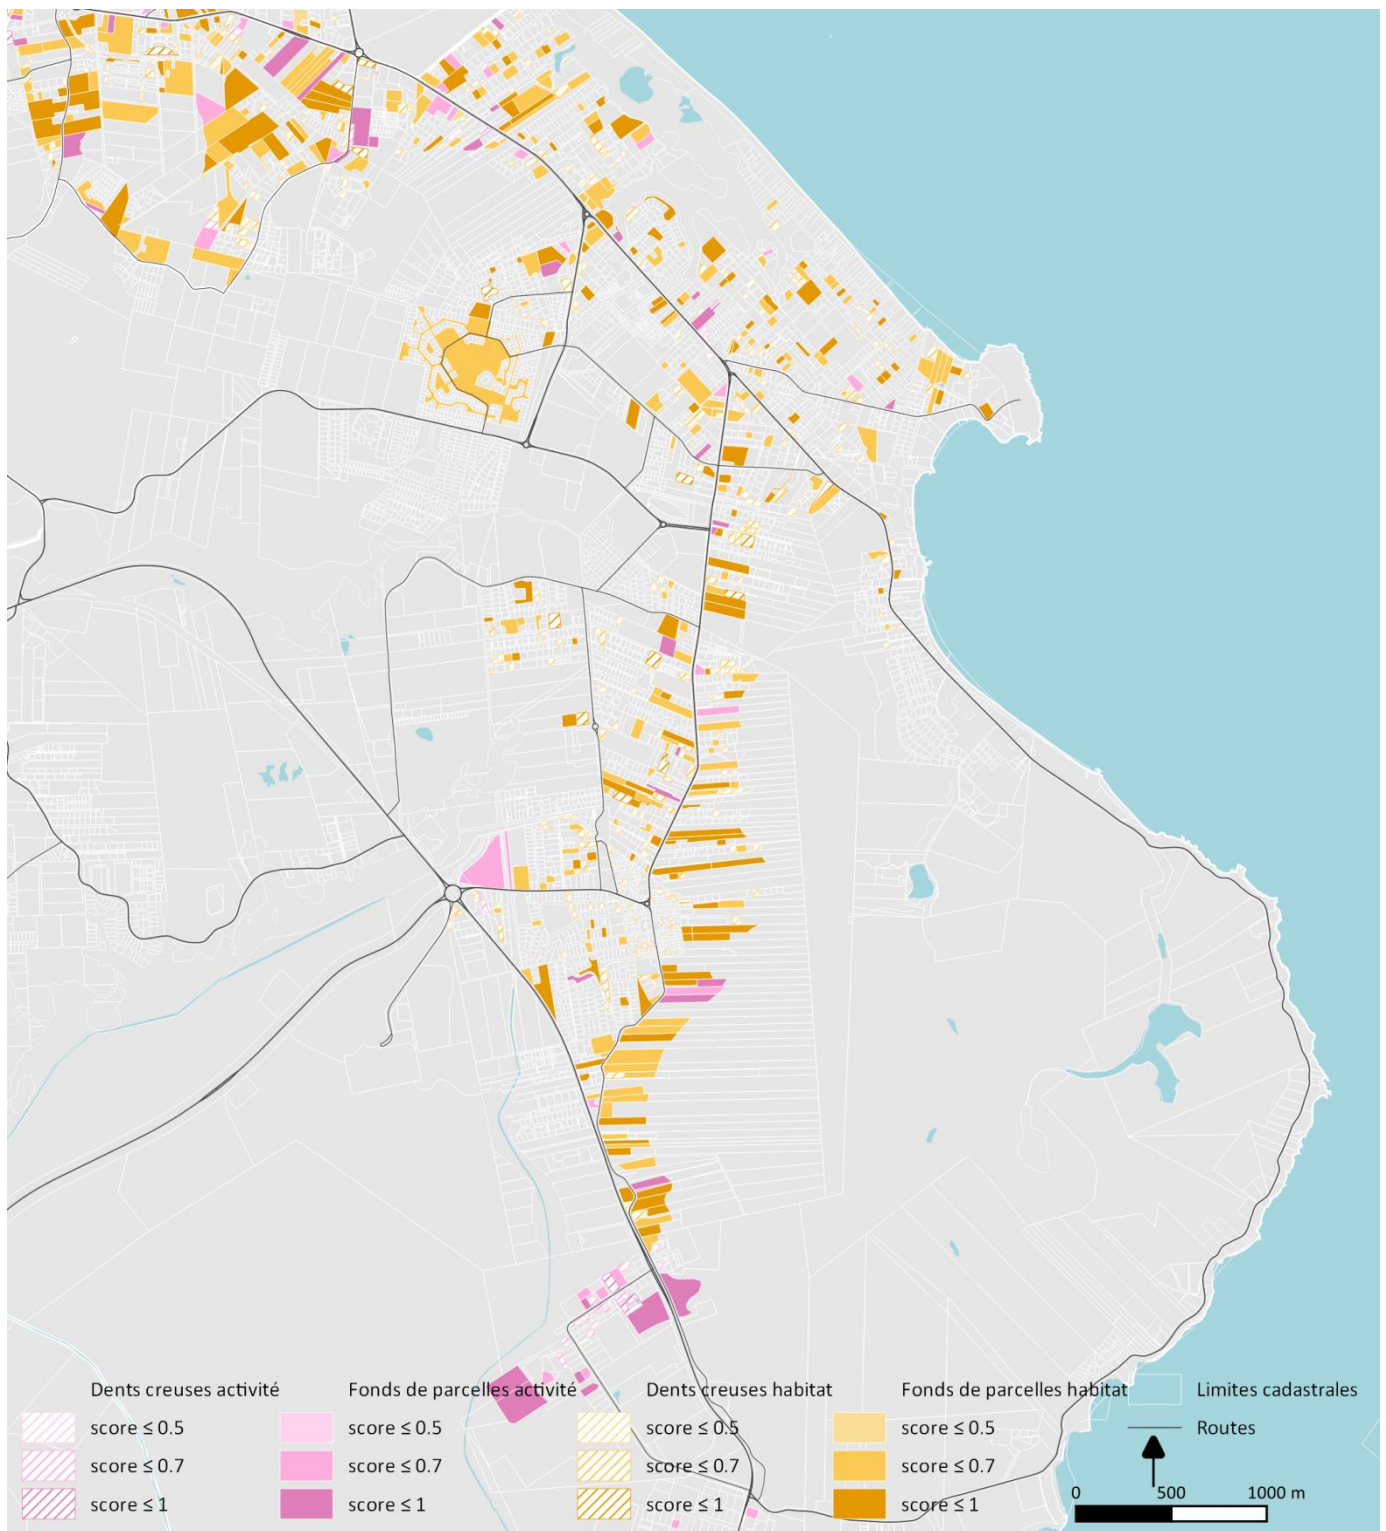 Dents creuses activité
score ≤ 0.5
score ≤ 0.7
score ≤ 1
Fonds de parcelles activité
score ≤ 0.5
score ≤ 0.7
score ≤ 1
Dents creuses habitat
score ≤ 0.5
score ≤ 0.7
score ≤ 1
Fonds de parcelles habitat
score ≤ 0.5
score ≤ 0.7
score ≤ 1
Limites cadastrales
Routes
0 500 1000 m